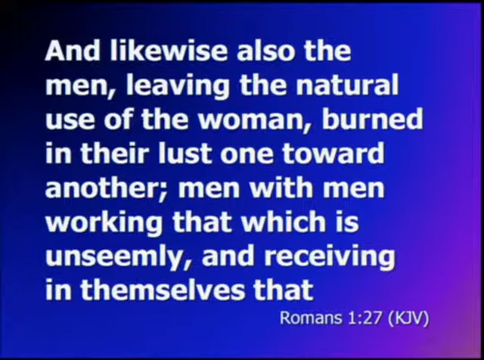 And likewise also the
men, leaving the natural
use of the woman, burned
in their lust one toward
another; men with men
working that which is
unseemly, and receiving
in themselves that
Romans 1:27 (KJV)